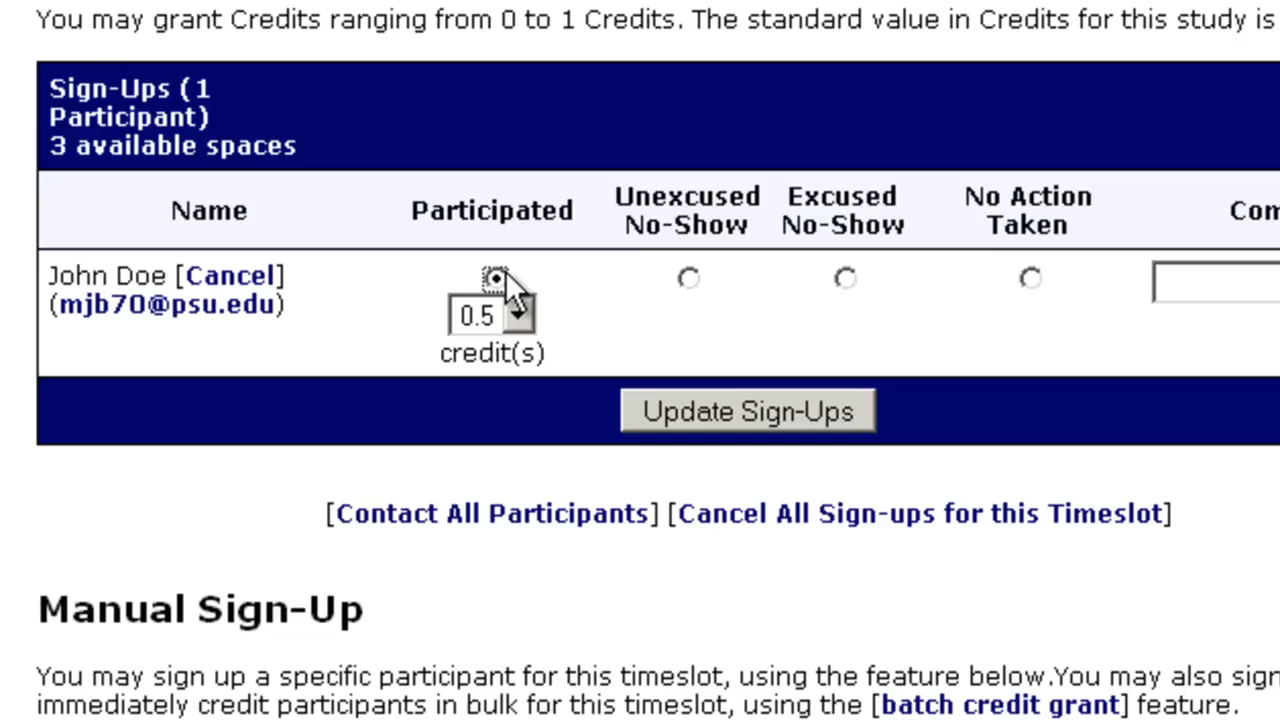 You may grant Credits ranging from 0 to 1 Credits. The standard value in Credits for this study is
Sign-Ups (1
Participant)
3 available spaces
Name Participated Unexcused No-Show Excused No-Show No Action Taken
John Doe [Cancel]
(mjb70@psu.edu)
0.5
credit(s)
Update Sign-Ups
[Contact All Participants] [Cancel All Sign-ups for this Timeslot]
Manual Sign-Up
You may sign up a specific participant for this timeslot, using the feature below.You may also sign
immediately credit participants in bulk for this timeslot, using the [batch credit grant] feature.